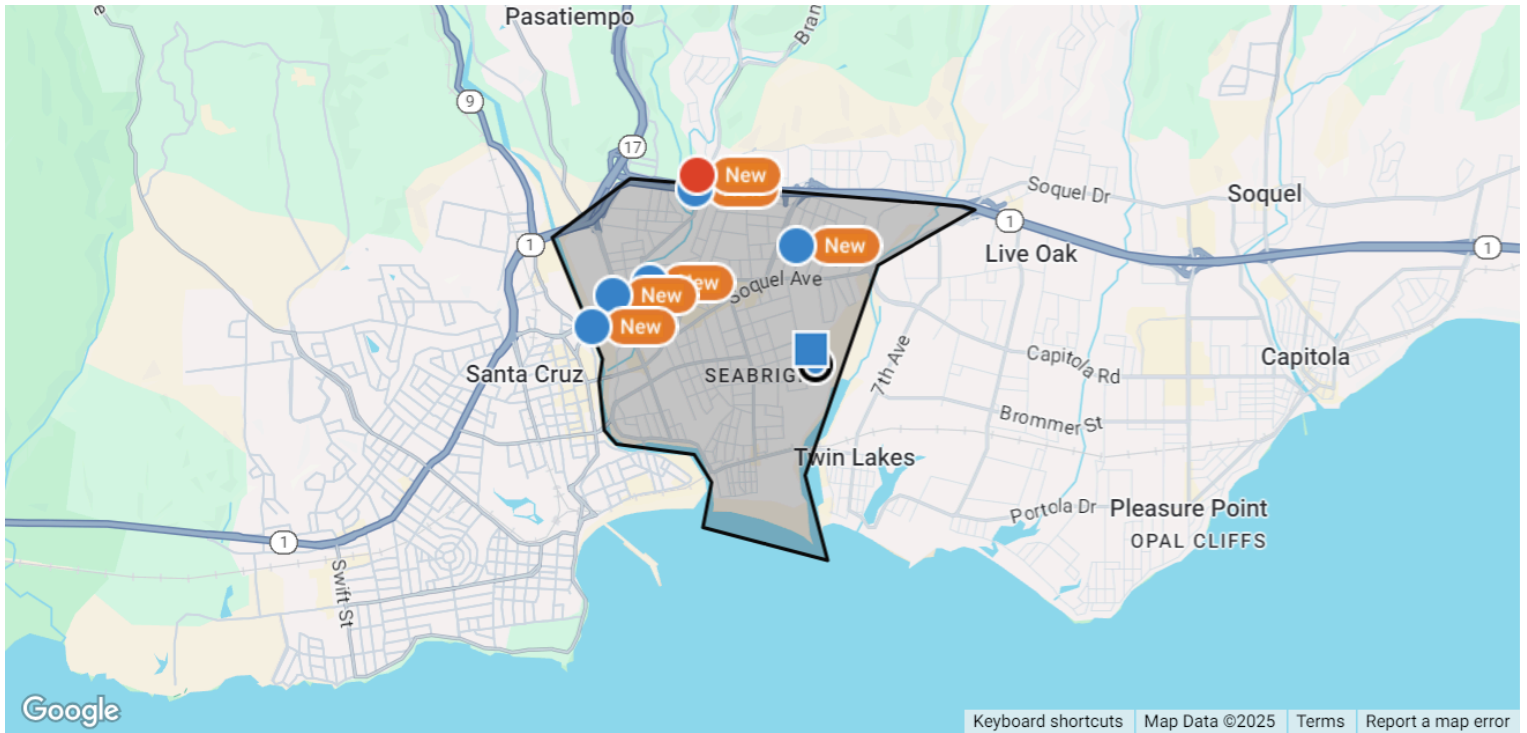 Pasatiempo
Bran
e
9
17
New
Soquel Dr
Soquel
1
1
1
New
Live Oak
New
Soquel Ave
New
New
7th Ave
Capitola Rd
Capitola
Santa Cruz
SEABRIG
Brommer St
Twin Lakes
Portola Dr
Pleasure Point
OPAL CLIFFS
1
Swift St
Google
Keyboard shortcuts
Map Data ©2025
Terms
Report a map error